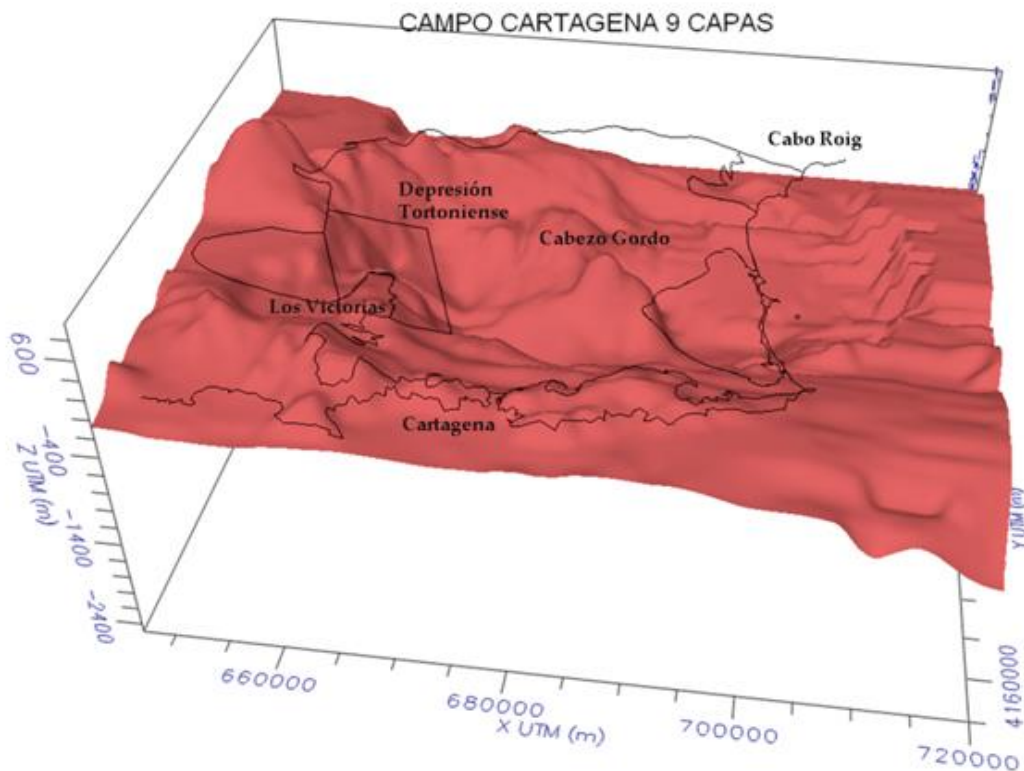 CAMPO CARTAGENA 9 CAPAS
Cabo Roig
Depresión
Tortoniense
Cabezo Gordo
Los Victorias
Cartagena
600
-400
-1400
-2400
Z UTM (m)
660000
680000
700000
720000
X UTM (m)
Y UTM (m)
4160000